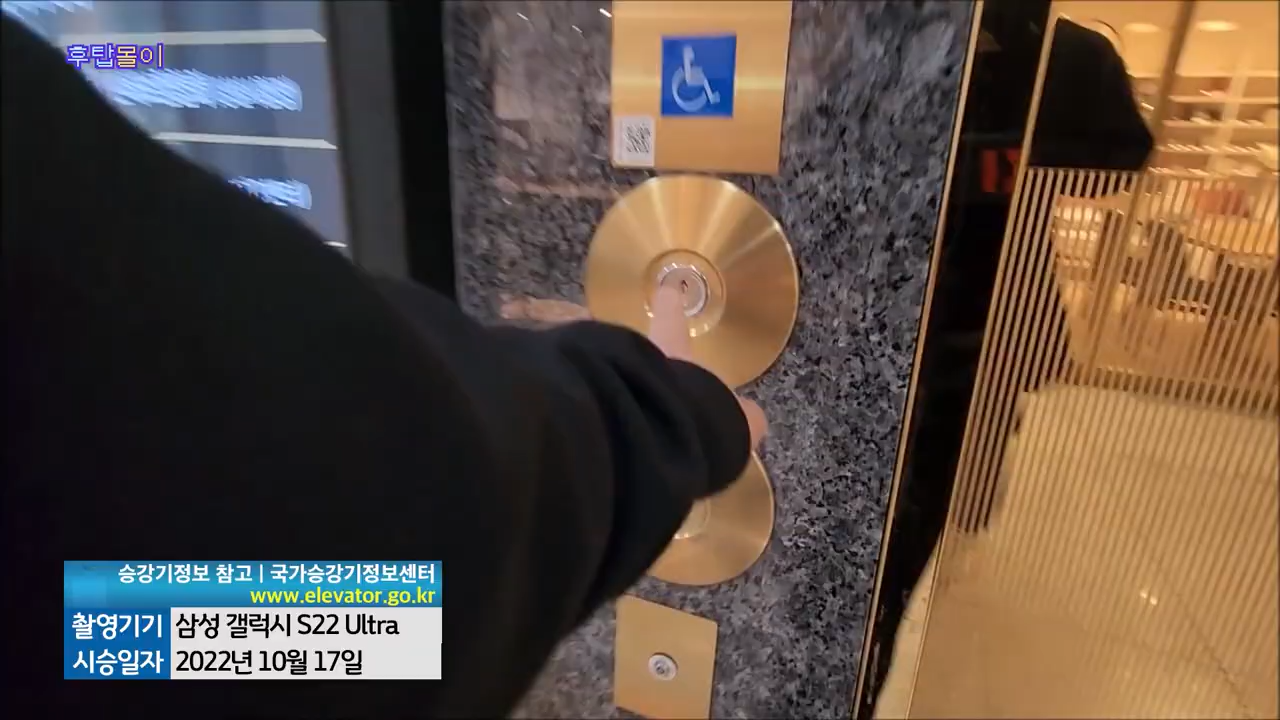 후탑몰이
승강기정보 참고 | 국가승강기정보센터
www.elevator.go.kr
촬영기기 삼성 갤럭시 S22 Ultra
시승일자 2022년 10월 17일